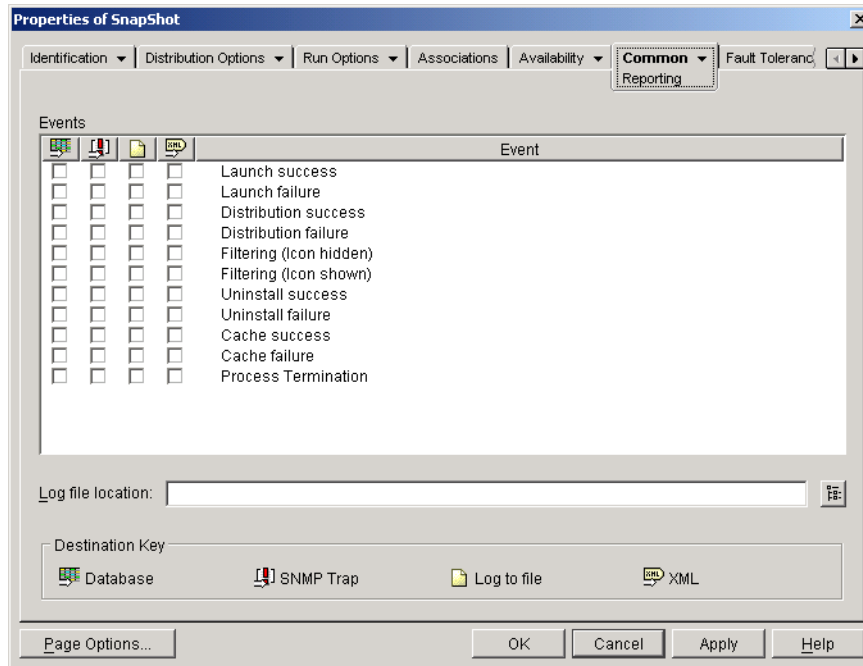 Properties of SnapShot
Identification Distribution Options Run Options Associations Availability Common Fault Toleranc
Reporting
Events
XML Event
Launch success
Launch failure
Distribution success
Distribution failure
Filtering (Icon hidden)
Filtering (Icon shown)
Uninstall success
Uninstall failure
Cache success
Cache failure
Process Termination
Log file location:
Destination Key
Database SNMP Trap Log to file XML XML
Page Options... OK Cancel Apply Help